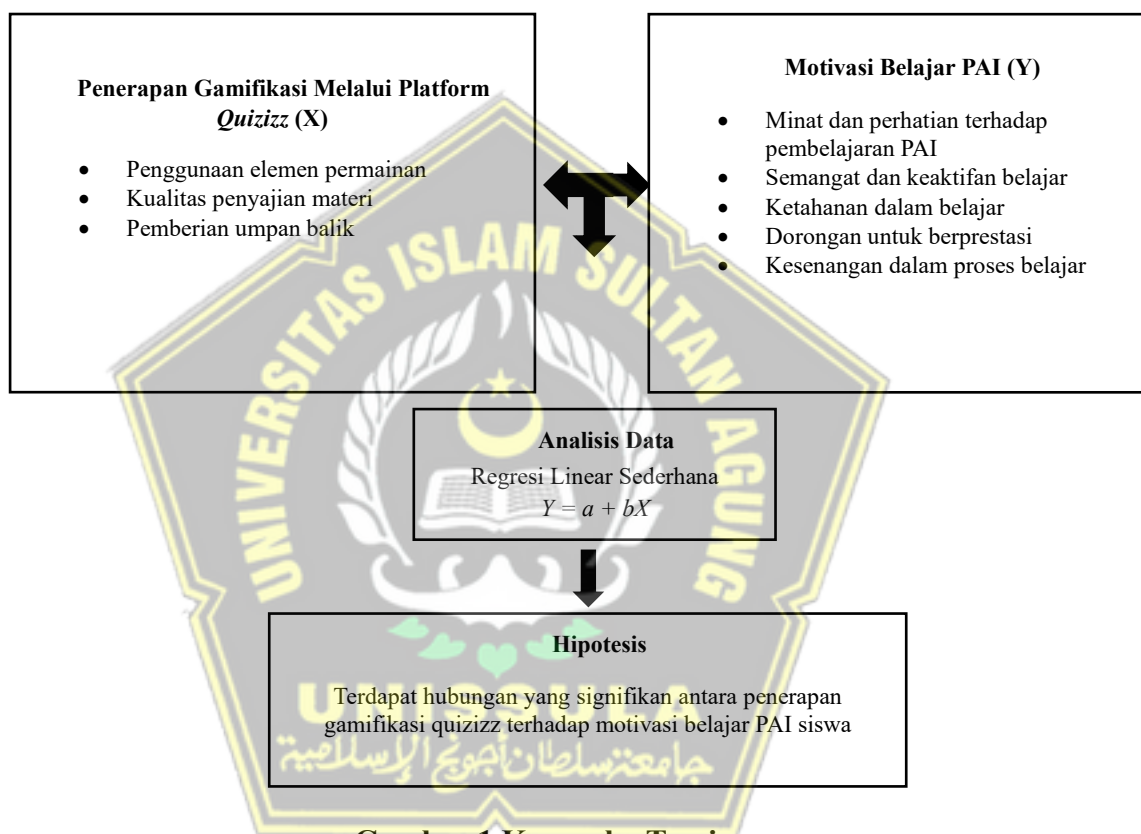 Penerapan Gamifikasi Melalui Platform
Quizizz (X)
• Penggunaan elemen permainan
• Kualitas penyajian materi
• Pemberian umpan balik
Motivasi Belajar PAI (Y)
• Minat dan perhatian terhadap
pembelajaran PAI
• Semangat dan keaktifan belajar
• Ketahanan dalam belajar
• Dorongan untuk berprestasi
• Kesenangan dalam proses belajar
UNIVERSITAS ISLAM SULTAN AGUNG
Analisis Data
Regresi Linear Sederhana
Y = a + bX
Hipotesis
Terdapat hubungan yang signifikan antara penerapan
gamifikasi quizizz terhadap motivasi belajar PAI siswa
UNISSULA
جامعترسلطان أجونج الإسلامية